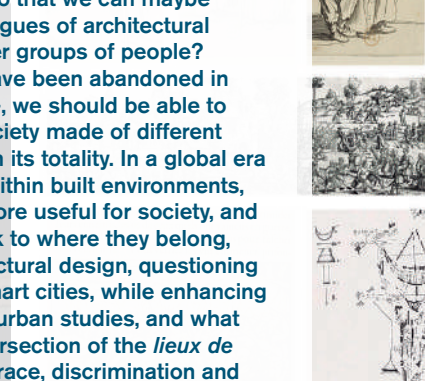 o that we can maybe
gues of architectural
er groups of people?
ave been abandoned in
e, we should be able to
ciety made of different
n its totality. In a global era
ithin built environments,
ore useful for society, and
k to where they belong,
ctural design, questioning
nart cities, while enhancing
urban studies, and what
rsection of the lieux de
race, discrimination and